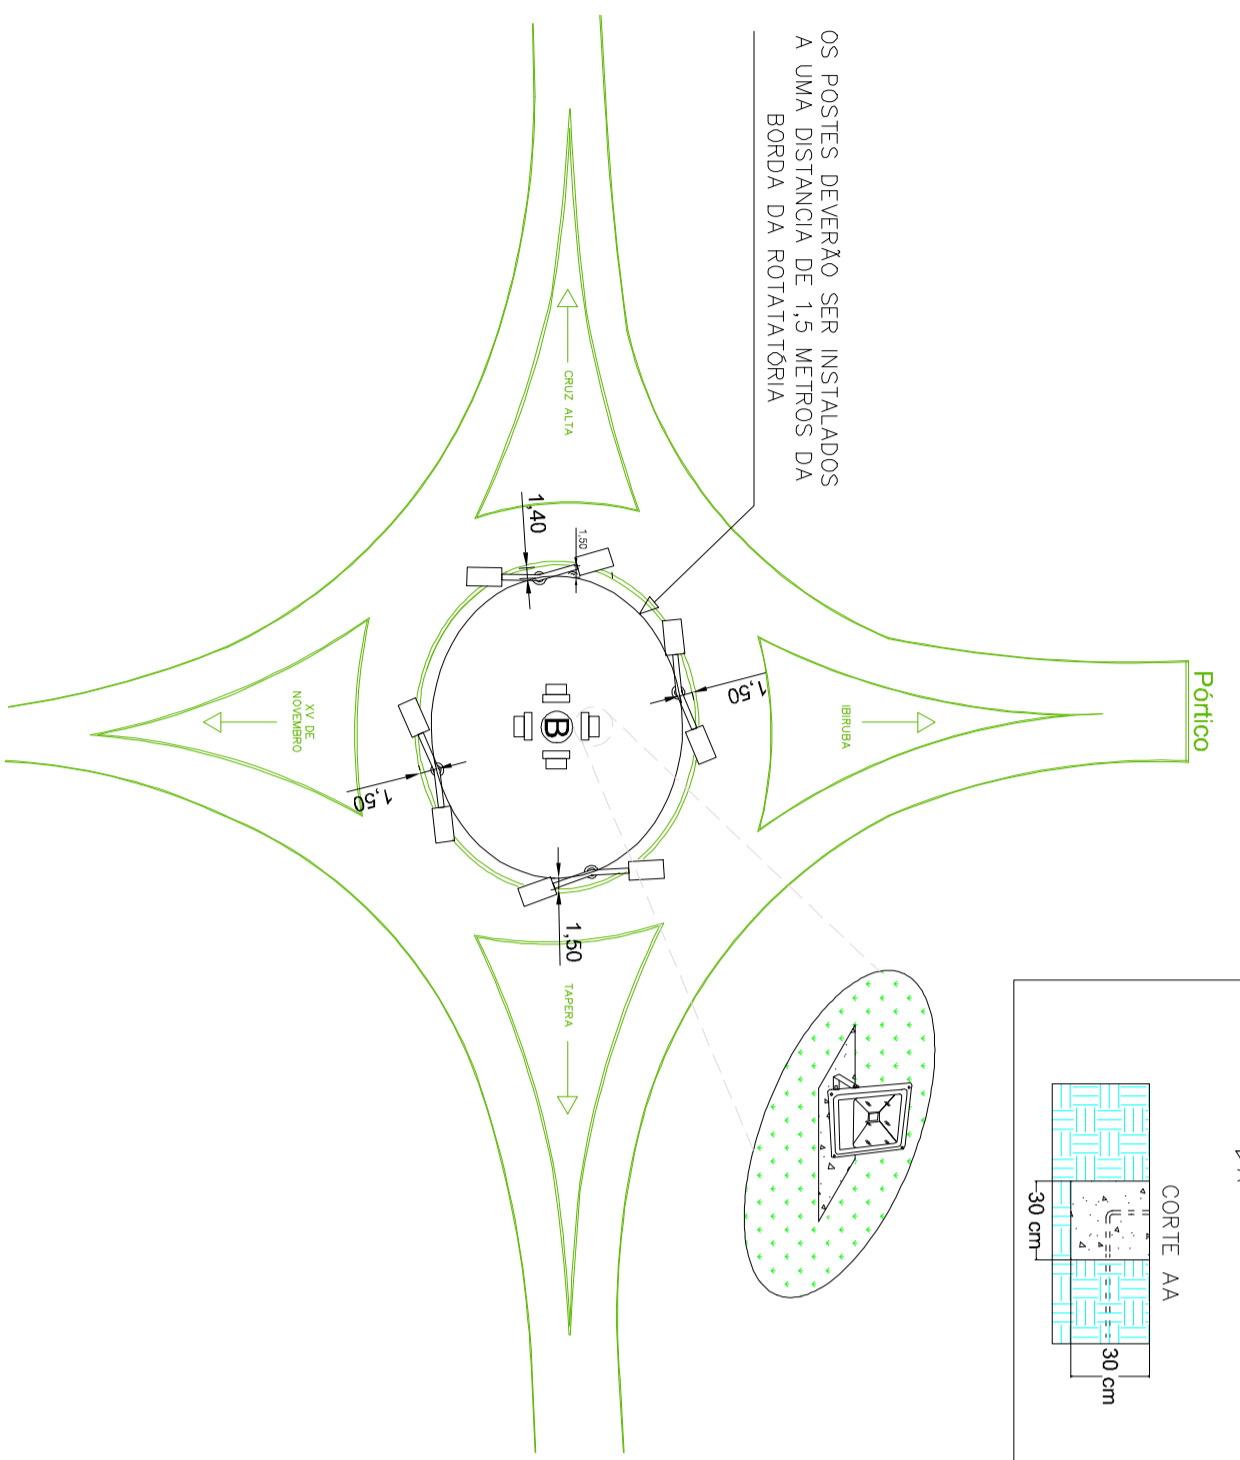 OS POSTES DEVERÃO SER INSTALADOS
A UMA DISTANCIA DE 1,5 METROS DA
BORDA DA ROTATATÓRIA
CRUZ ALTA
1,40
1,50
Pórtico
IBIRUBA
1,50
B
XV DE
NOVEMBRO
1,50
1,50
TAPERA
CORTE AA
30 cm
30 cm